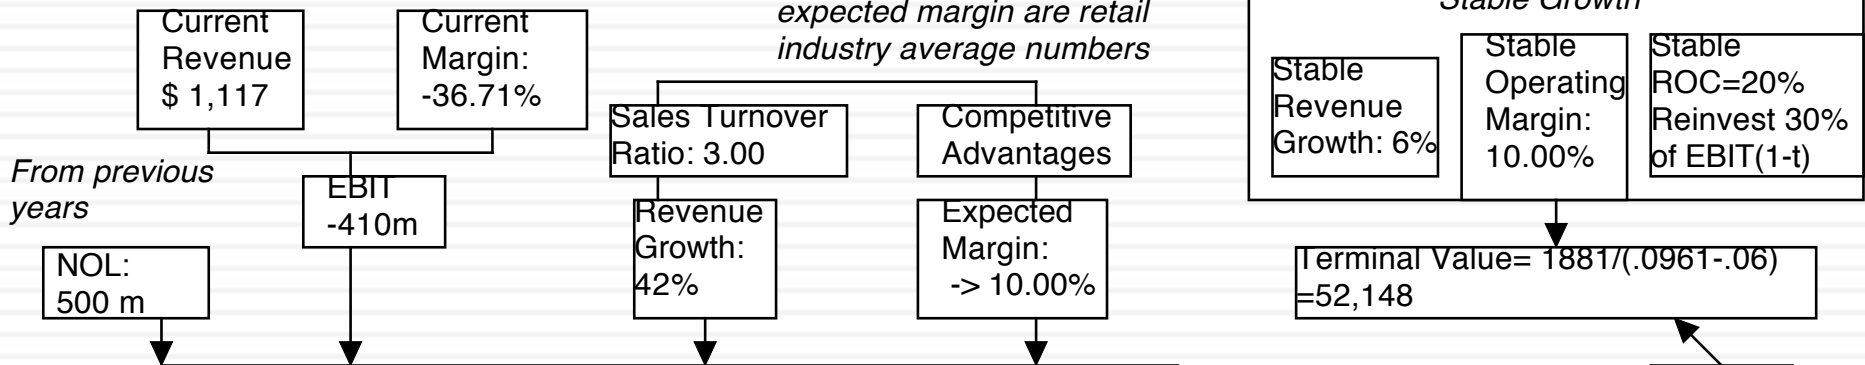 Current
Revenue
$ 1,117
Current
Margin:
-36.71%
expected margin are retail
industry average numbers
Stable Growth
Stable
Revenue
Growth: 6%
Stable
Operating
Margin:
10.00%
Stable
ROC=20%
Reinvest 30%
of EBIT(1-t)
Sales Turnover
Ratio: 3.00
Competitive
Advantages
From previous
years
EBIT
-410m
Revenue
Growth:
42%
Expected
Margin:
-> 10.00%
NOL:
500 m
Terminal Value= 1881/(.0961-.06)
=52,148